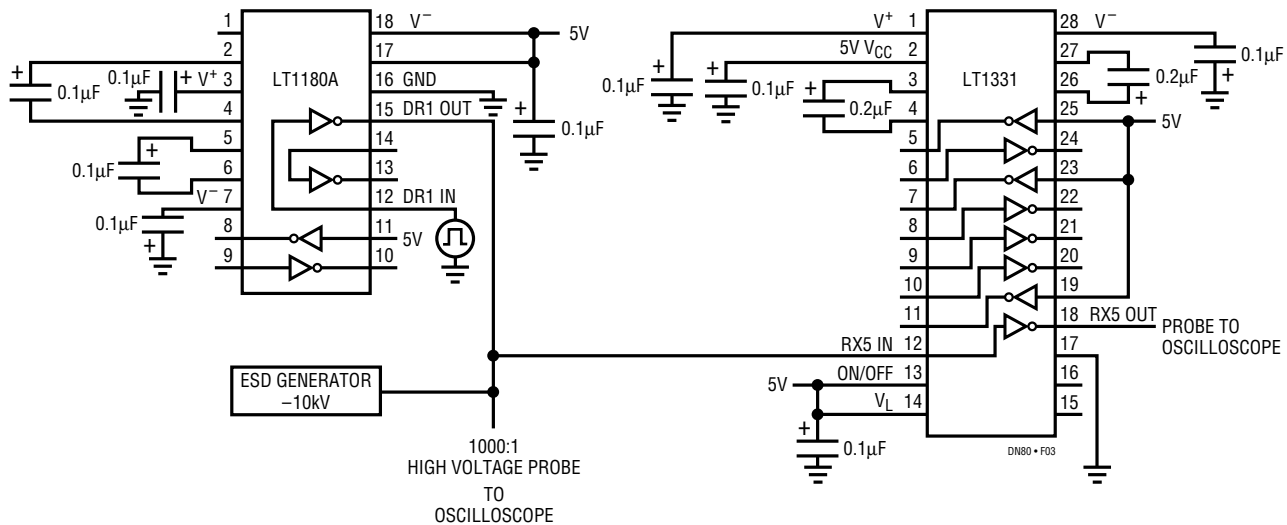 1
2
3
4
5
6
7
8
9
18
17
16
15
14
13
12
11
10
V⁻
5V
GND
DR1 OUT
DR1 IN
5V
LT1180A
+
0.1µF
0.1µF
+
V⁺
+
0.1µF
V⁻
0.1µF
+
+
0.1µF
ESD GENERATOR
–10kV
1000:1
HIGH VOLTAGE PROBE
TO
OSCILLOSCOPE
V⁺
5V VCC
+
0.1µF
+
0.1µF
+
0.2µF
1
2
3
4
5
6
7
8
9
10
11
RX5 IN 12
ON/OFF 13
VL 14
5V
+
0.1µF
LT1331
28 V⁻
27
26
25
24
23
22
21
20
19
18 RX5 OUT
17
16
15
+
0.1µF
0.2µF
+
5V
PROBE TO
OSCILLOSCOPE
DN80 • F03